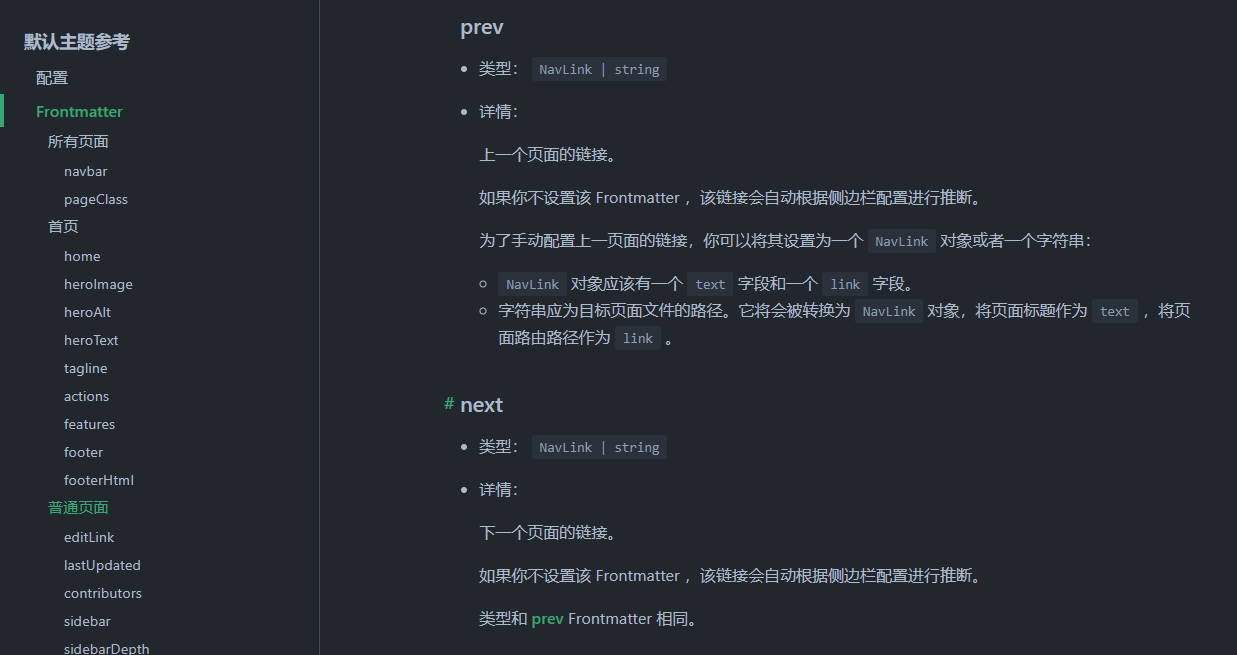 默认主题参考
配置
Frontmatter
所有页面
navbar
pageClass
首页
home
heroImage
heroAlt
heroText
tagline
actions
features
footer
footerHtml
普通页面
editLink
lastUpdated
contributors
sidebar
sidebarDepth
prev
类型： NavLink | string
详情：
上一个页面的链接。
如果你不设置该 Frontmatter ，该链接会自动根据侧边栏配置进行推断。
为了手动配置上一页面的链接，你可以将其设置为一个 NavLink 对象或者一个字符串：
NavLink 对象应该有一个 text 字段和一个 link 字段。
字符串应为目标页面文件的路径。它将会被转换为 NavLink 对象，将页面标题作为 text ，将页
面路由路径作为 link 。
# next
类型： NavLink | string
详情：
下一个页面的链接。
如果你不设置该 Frontmatter ，该链接会自动根据侧边栏配置进行推断。
类型和 prev Frontmatter 相同。